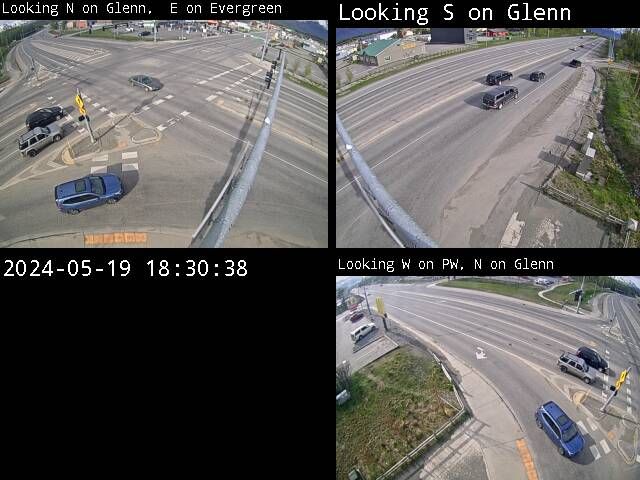 Looking N on Glenn,  E on Evergreen
Looking S on Glenn
2024-05-19 18:30:38
Looking W on PW, N on Glenn